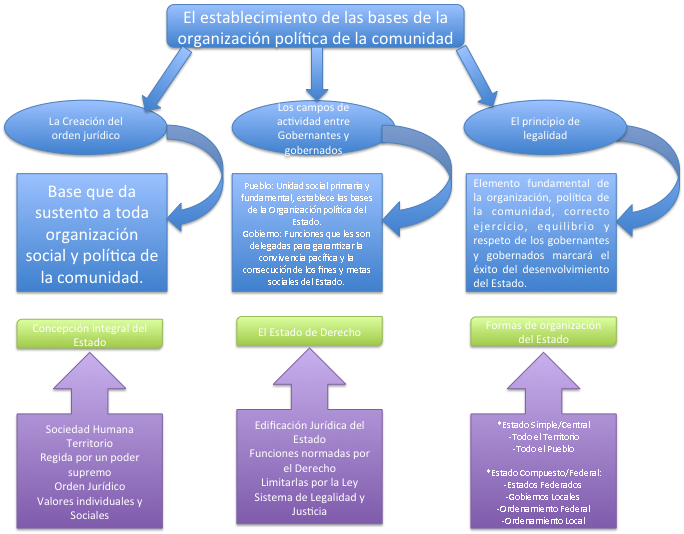 El establecimiento de las bases de la
organización política de la comunidad
La Creación del
orden jurídico
Los campos de
actividad entre
Gobernantes y
gobernados
El principio de
legalidad
Base que da
sustento a toda
organización
social y política de
la comunidad.
Pueblo: Unidad social primaria y
fundamental, establece las bases
de la Organización política del
Estado.
Gobierno: Funciones que les son
delegadas para garantizar la
convivencia pacífica y la
consecución de los fines y metas
sociales del Estado.
Elemento fundamental de
la organización, política de
la comunidad, correcto
ejercicio, equilibrio y
respeto de los gobernantes
y gobernados marcará el
éxito del desenvolvimiento
del Estado.
Concepción integral del
Estado
El Estado de Derecho
Formas de organización
del Estado
Sociedad Humana
Territorio
Regida por un poder
supremo
Orden Jurídico
Valores individuales y
Sociales
Edificación Jurídica del
Estado
Funciones normadas por
el Derecho
Limitarlas por la Ley
Sistema de Legalidad y
Justicia
*Estado Simple/Central
-Todo el Territorio
-Todo el Pueblo
*Estado Compuesto/Federal:
-Estados Federados
-Gobiernos Locales
-Ordenamiento Federal
-Ordenamiento Local